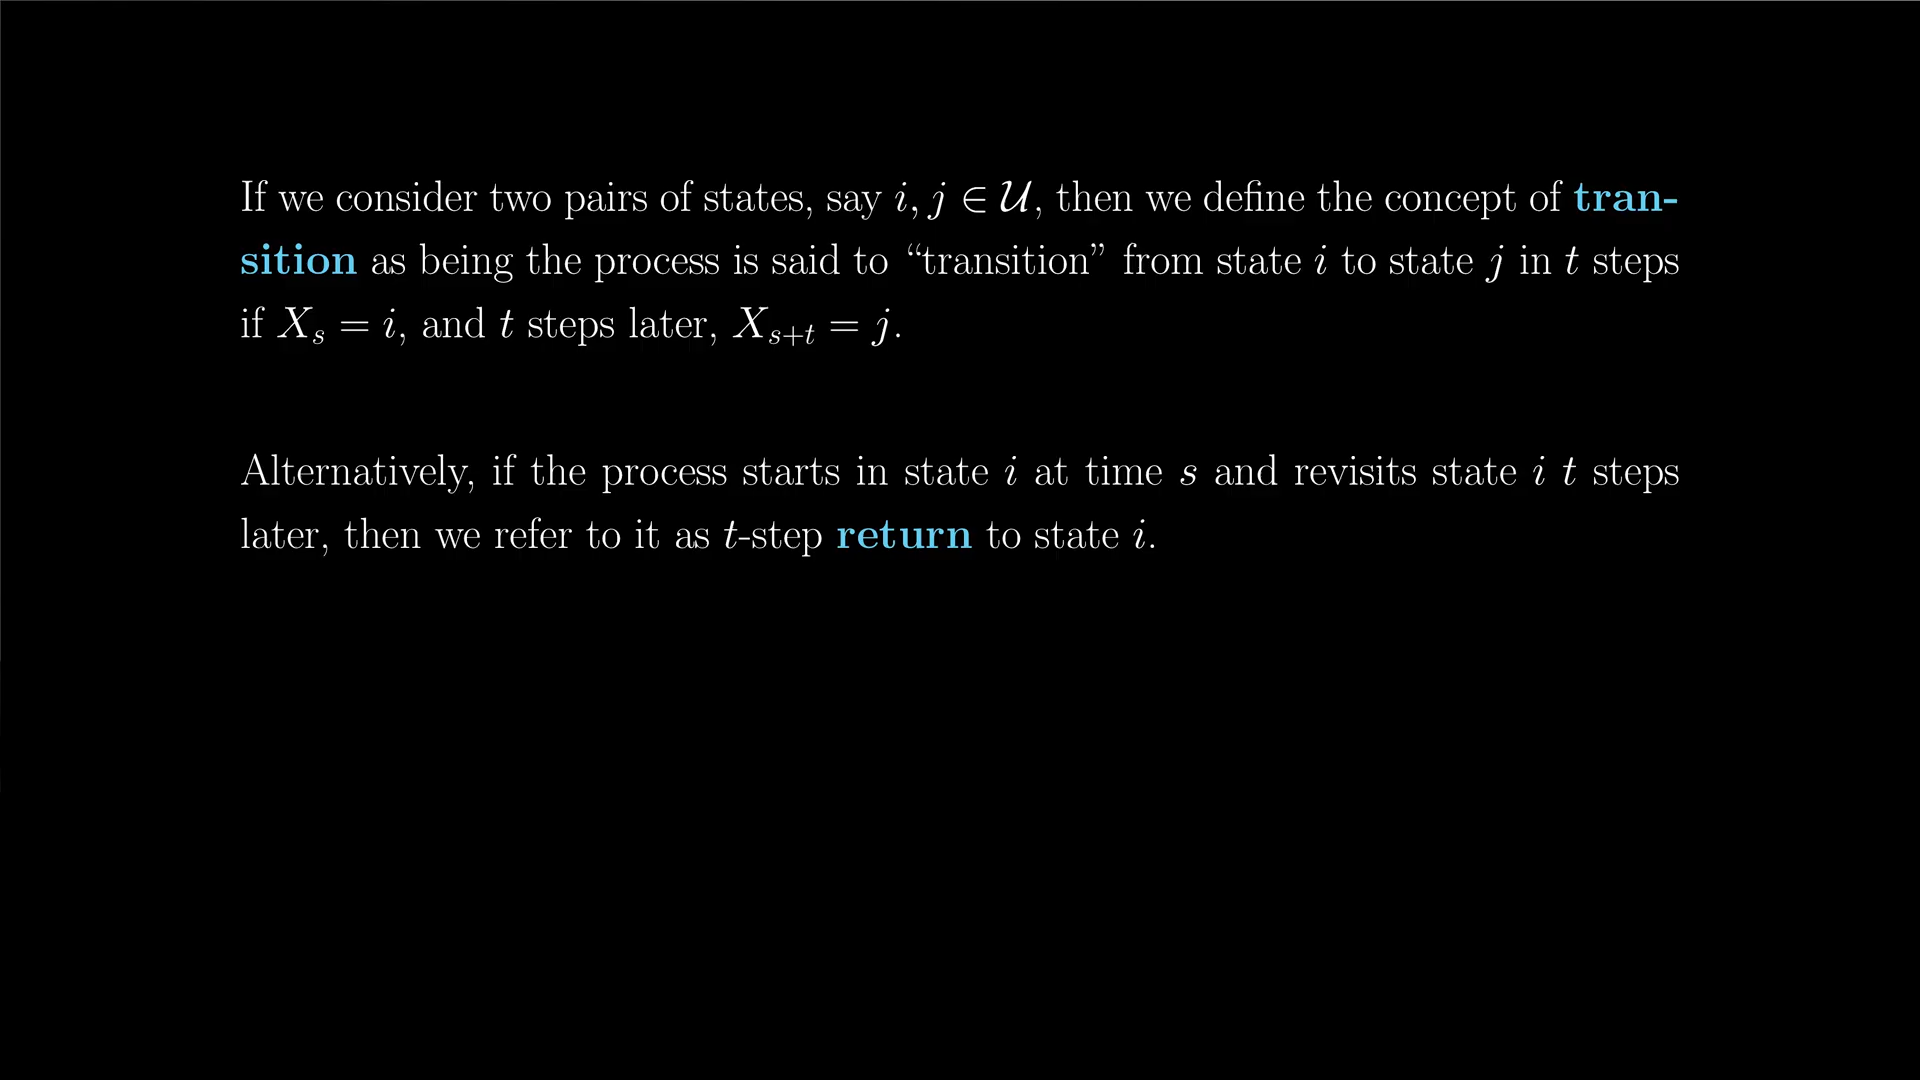 If we consider two pairs of states, say i, j ∈ 𝒰, then we define the concept of tran-
sition as being the process is said to “transition” from state i to state j in t steps
if Xₛ = i, and t steps later, Xₛ₊ₜ = j.
Alternatively, if the process starts in state i at time s and revisits state i t steps
later, then we refer to it as t-step return to state i.